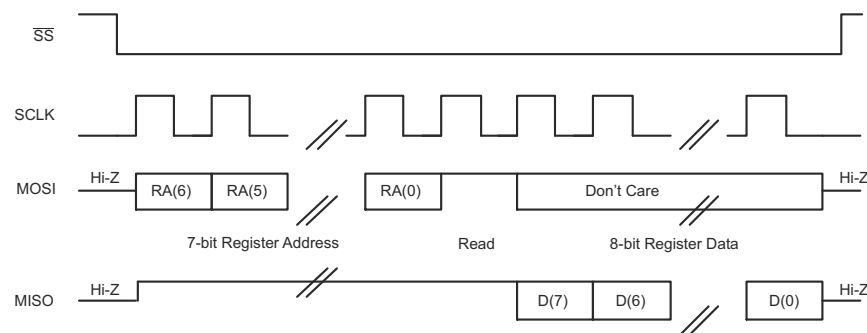 SS
SCLK
Hi-Z Hi-Z
MOSI RA(6) RA(5) RA(0) Don't Care
7-bit Register Address Read 8-bit Register Data
Hi-Z Hi-Z
MISO D(7) D(6) D(0)